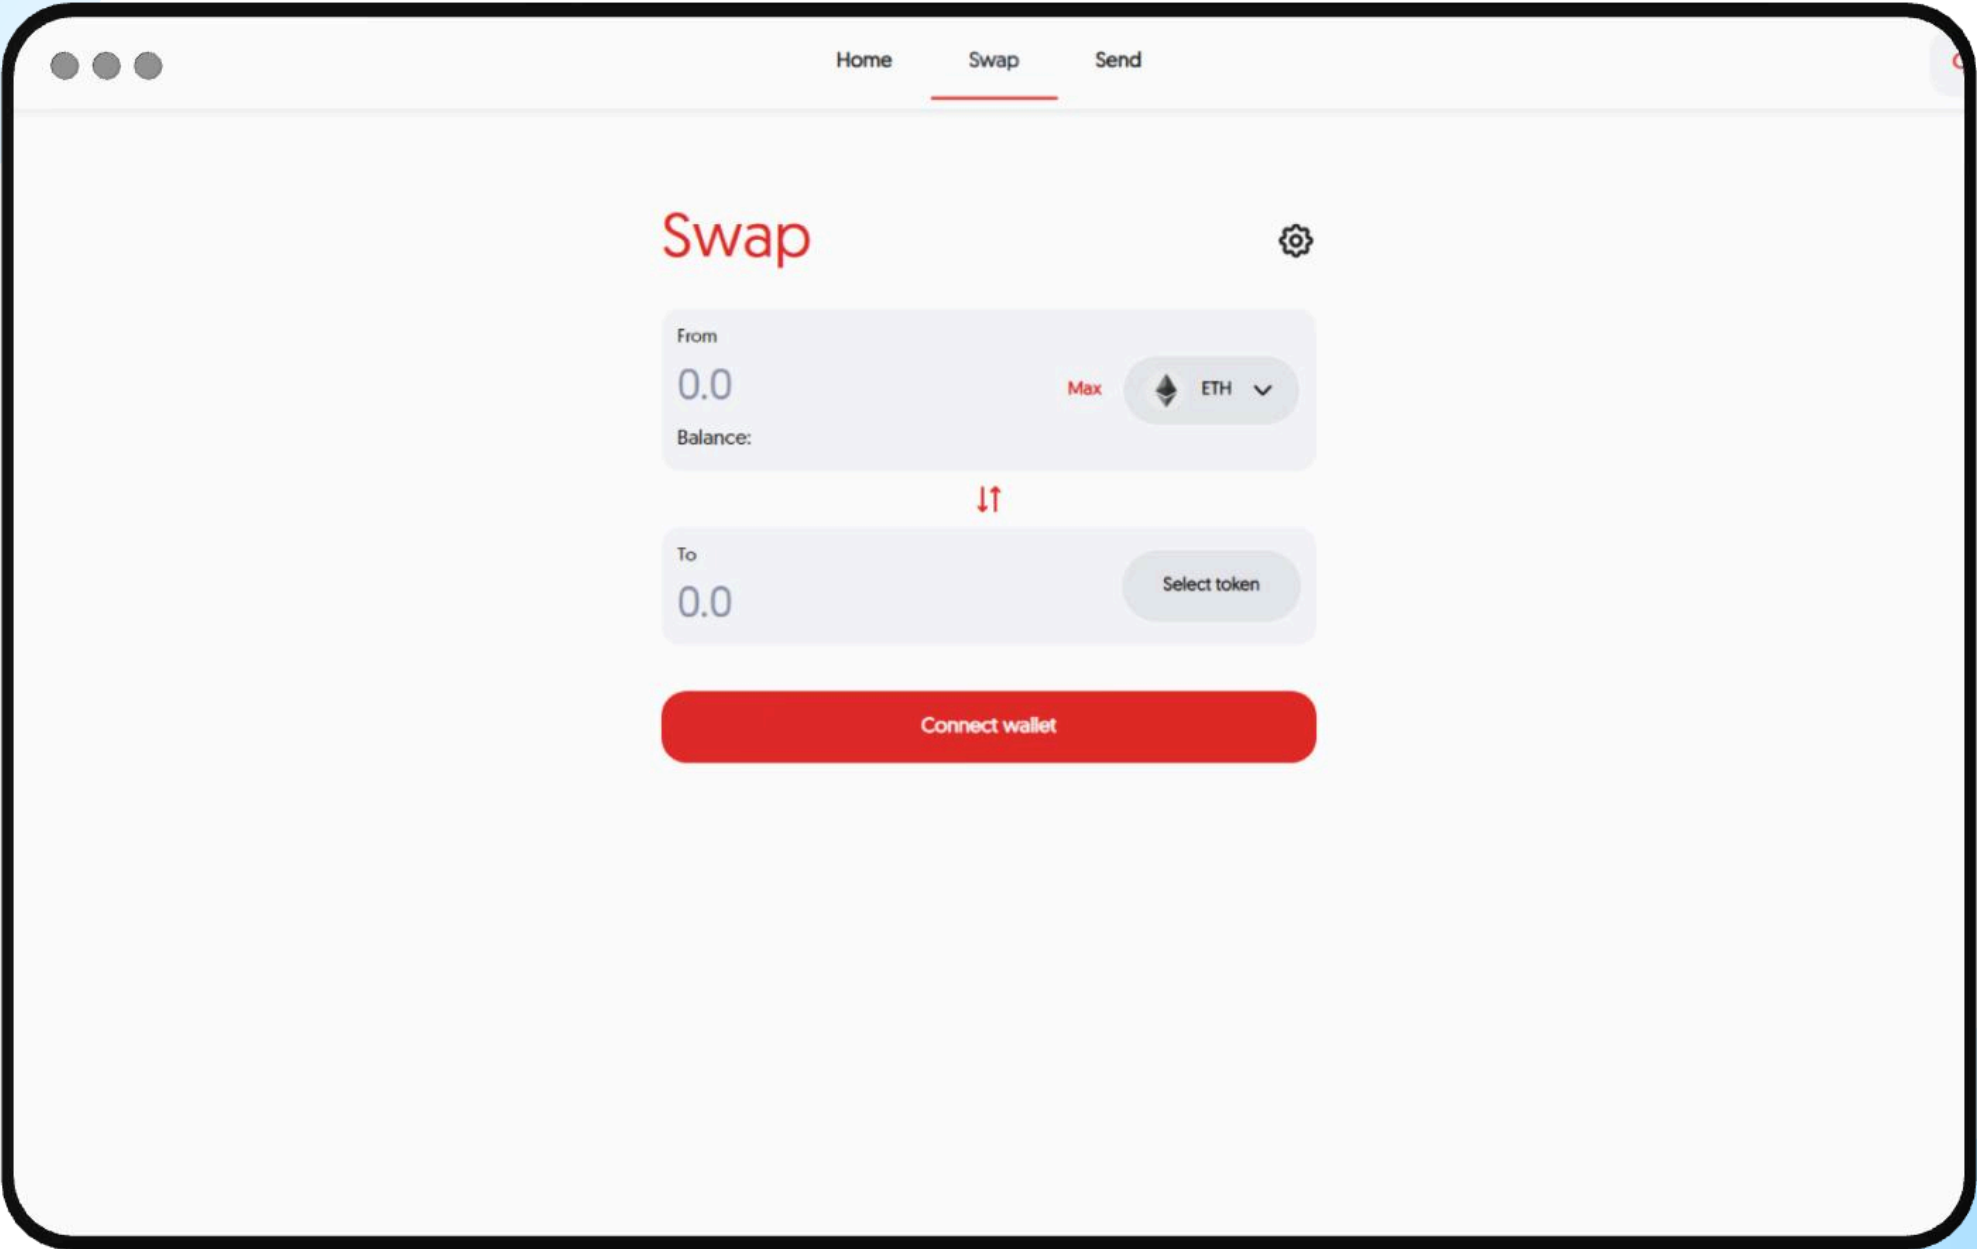 Home Swap Send
Swap
From
0.0
Max ETH
Balance:
To
0.0
Select token
Connect wallet